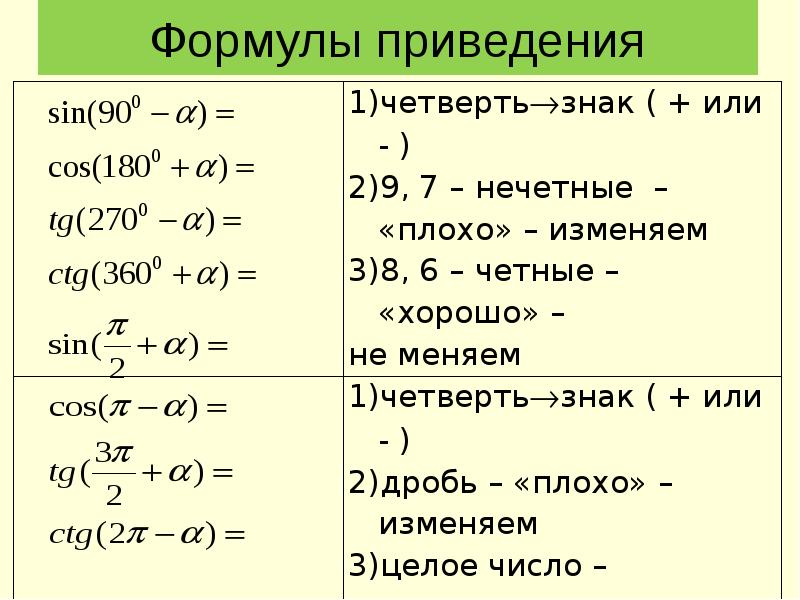 Формулы приведения
sin(90⁰ − α) =
cos(180⁰ + α) =
tg(270⁰ − α) =
ctg(360⁰ + α) =
sin(π/2 + α) =
1)четверть→знак ( + или
- )
2)9, 7 – нечетные –
«плохо» – изменяем
3)8, 6 – четные –
«хорошо» –
не меняем
cos(π − α) =
tg(3π/2 + α) =
ctg(2π − α) =
1)четверть→знак ( + или
- )
2)дробь – «плохо» –
изменяем
3)целое число –